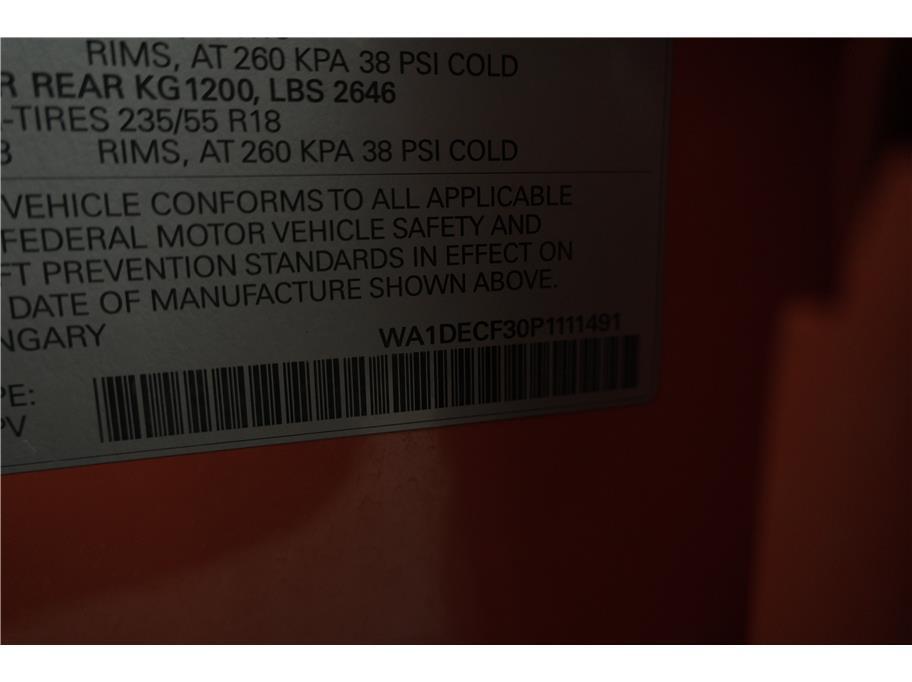 RIMS, AT 260 KPA 38 PSI COLD
R REAR KG1200, LBS 2646
-TIRES 235/55 R18
RIMS, AT 260 KPA 38 PSI COLD
VEHICLE CONFORMS TO ALL APPLICABLE
FEDERAL MOTOR VEHICLE SAFETY AND
FT PREVENTION STANDARDS IN EFFECT ON
DATE OF MANUFACTURE SHOWN ABOVE.
NGARY WA1DECF30P1111491
PE:
PV